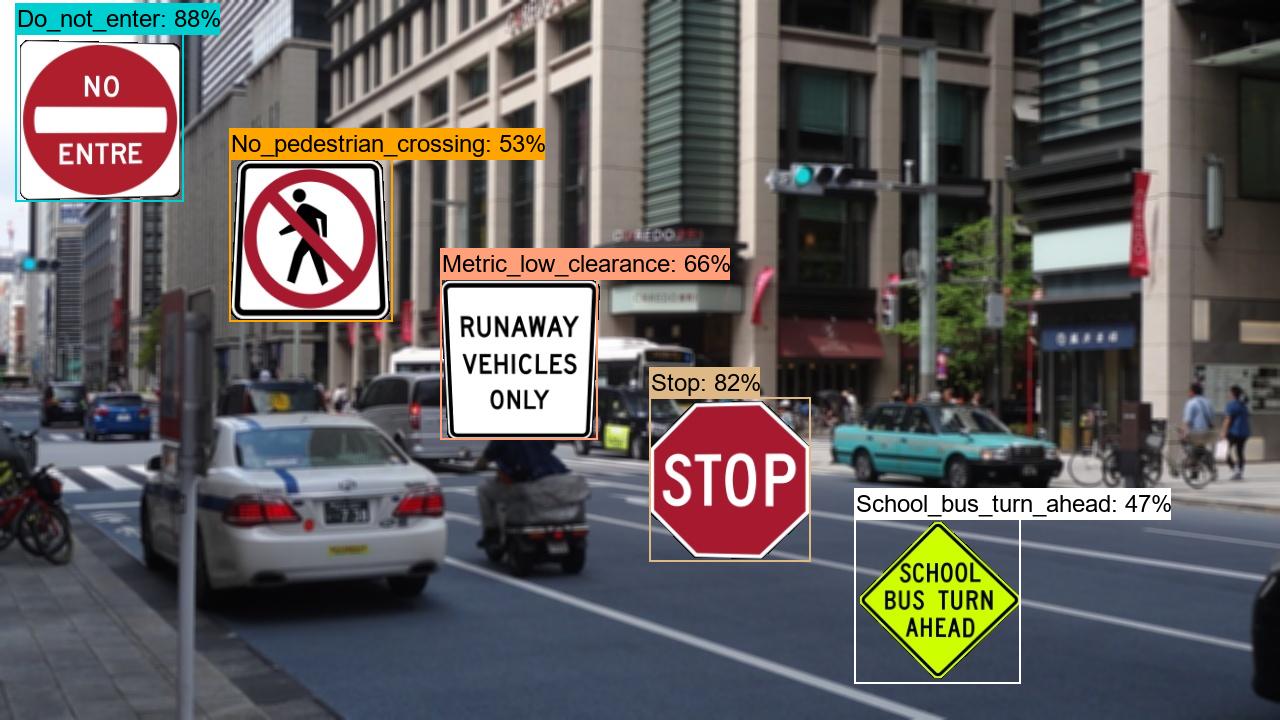 Do_not_enter: 88%
NO
ENTRE
No_pedestrian_crossing: 53%
Metric_low_clearance: 66%
RUNAWAY
VEHICLES
ONLY
Stop: 82%
STOP
School_bus_turn_ahead: 47%
SCHOOL
BUS TURN
AHEAD